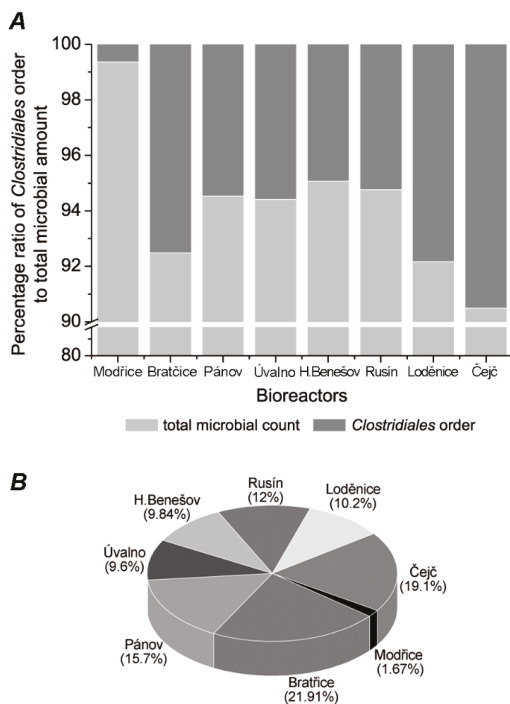 A
Percentage ratio of Clostridiales order
to total microbial amount
100
98
96
94
92
90
80
Modřice Bratčice Pánov Úvalno H.Benešov Rusín Loděnice Čejč
Bioreactors
total microbial count Clostridiales order
B
Rusín
(12%)
Loděnice
(10.2%)
H.Benešov
(9.84%)
Úvalno
(9.6%)
Čejč
(19.1%)
Pánov
(15.7%)
Modřice
(1.67%)
Bratřice
(21.91%)